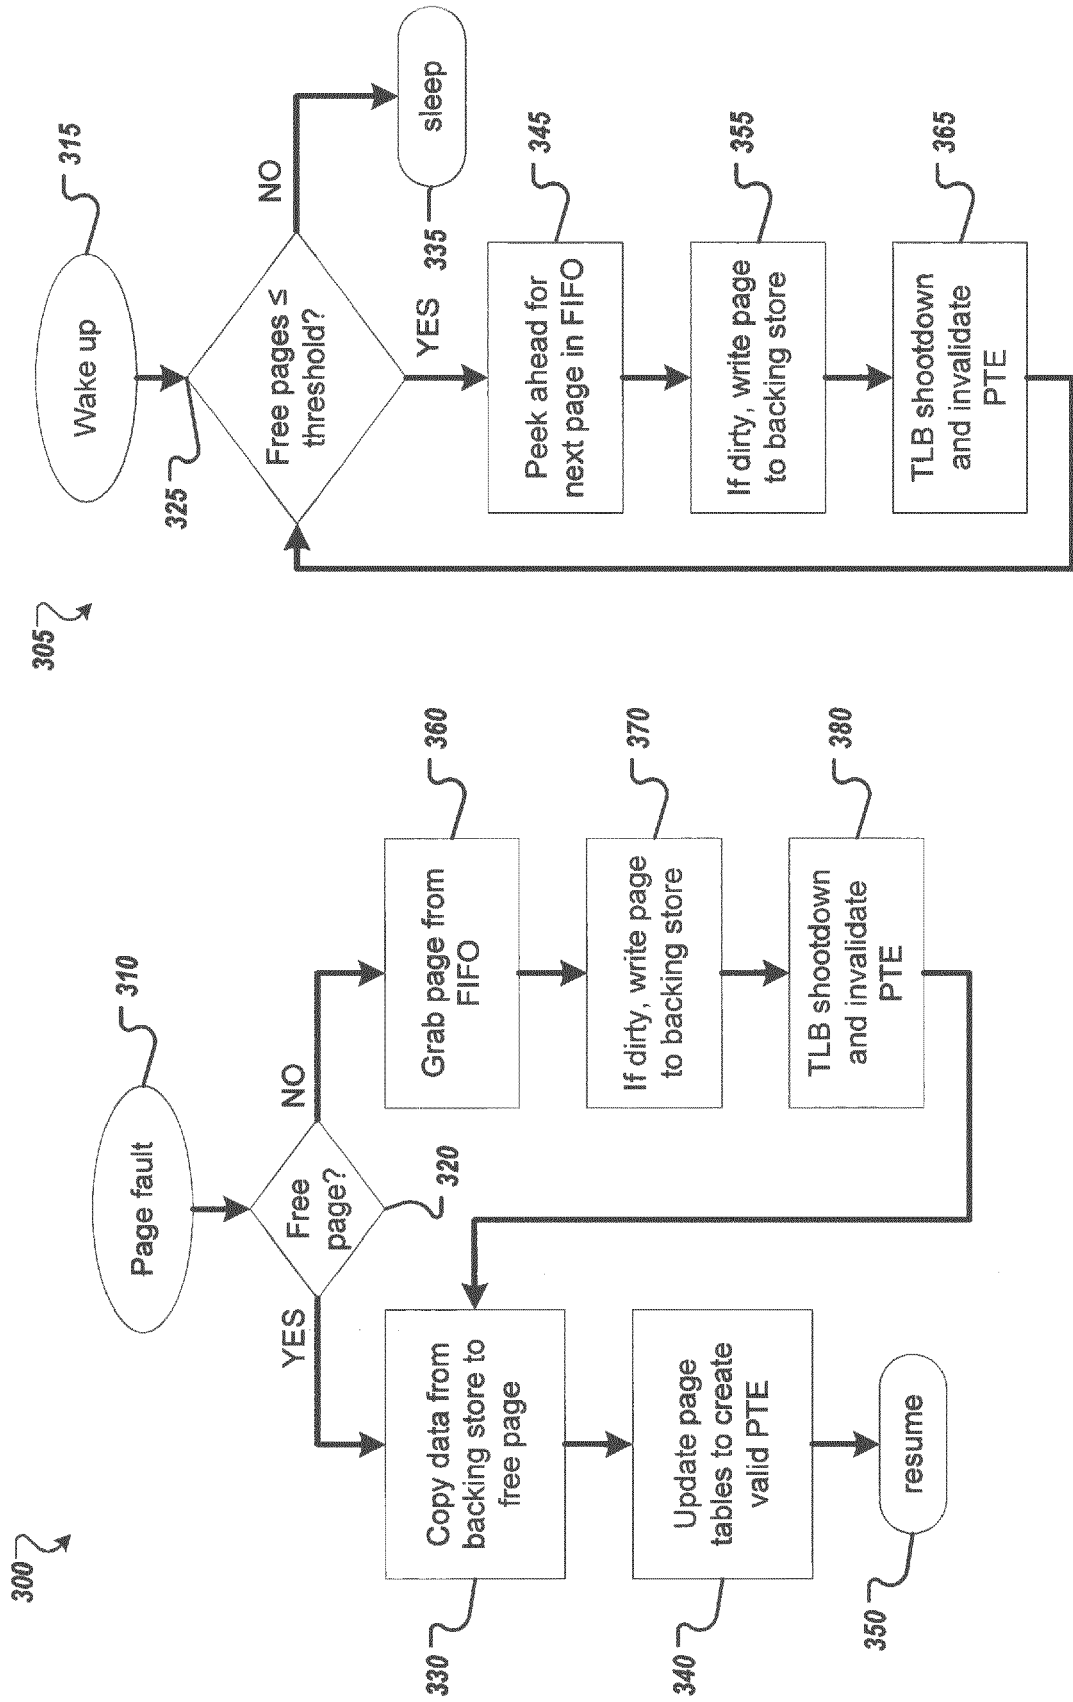 300
Page fault
310
Free
page?
320
YES
NO
Copy data from
backing store to
free page
330
Update page
tables to create
valid PTE
340
resume
350
Grab page from
FIFO
360
If dirty, write page
to backing store
370
TLB shootdown
and invalidate
PTE
380
305
Wake up
315
Free pages ≤
threshold?
325
NO
sleep
335
YES
Peek ahead for
next page in FIFO
345
If dirty, write page
to backing store
355
TLB shootdown
and invalidate
PTE
365